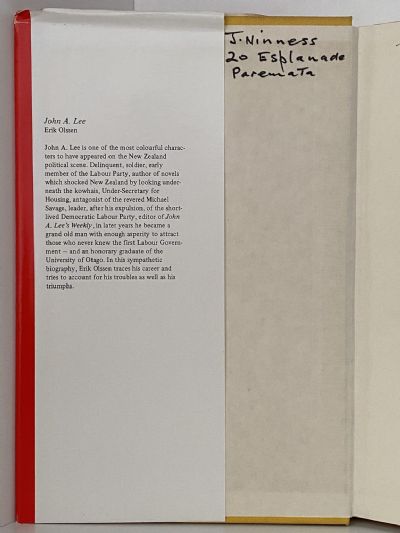 John A. Lee
Erik Olssen
John A. Lee is one of the most colourful charac-
ters to have appeared on the New Zealand
political scene. Delinquent, soldier, early
member of the Labour Party, author of novels
which shocked New Zealand by looking under-
neath the kowhais, Under-Secretary for
Housing, antagonist of the revered Michael
Savage, leader, after his expulsion, of the short-
lived Democratic Labour Party, editor of John
A. Lee's Weekly, in later years he became a
grand old man with enough asperity to attract
those who never knew the first Labour Govern-
ment — and an honorary graduate of the
University of Otago. In this sympathetic
biography, Erik Olssen traces his career and
tries to account for his troubles as well as his
triumphs.
J. Ninness
20 Esplanade
Paremata